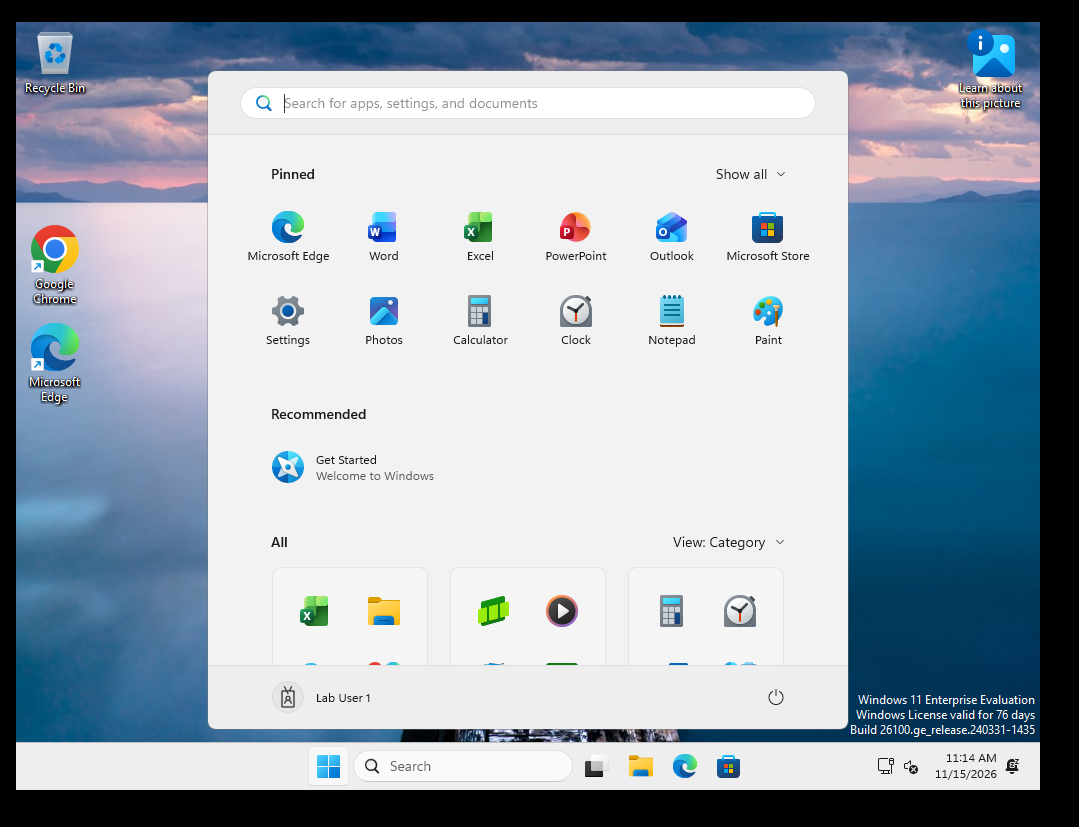 Recycle Bin
Learn about
this picture
Google
Chrome
Microsoft
Edge
Search for apps, settings, and documents
Pinned
Show all
Microsoft Edge
Word
Excel
PowerPoint
Outlook
Microsoft Store
Settings
Photos
Calculator
Clock
Notepad
Paint
Recommended
Get Started
Welcome to Windows
All
View: Category
Lab User 1
Windows 11 Enterprise Evaluation
Windows License valid for 76 days
Build 26100.ge_release.240331-1435
Search
11:14 AM
11/15/2026